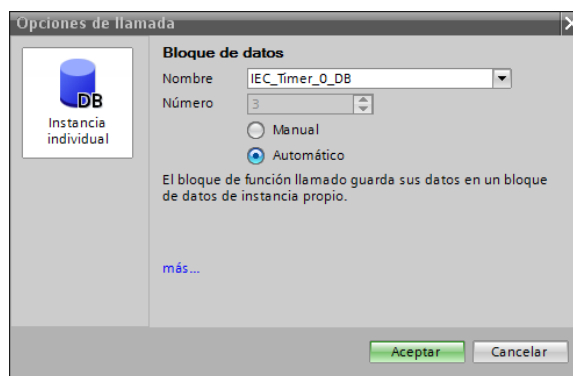 Opciones de llamada
DB
Instancia
individual
Bloque de datos
Nombre
IEC_Timer_0_DB
Número
3
Manual
Automático
El bloque de función llamado guarda sus datos en un bloque
de datos de instancia propio.
más...
Aceptar
Cancelar